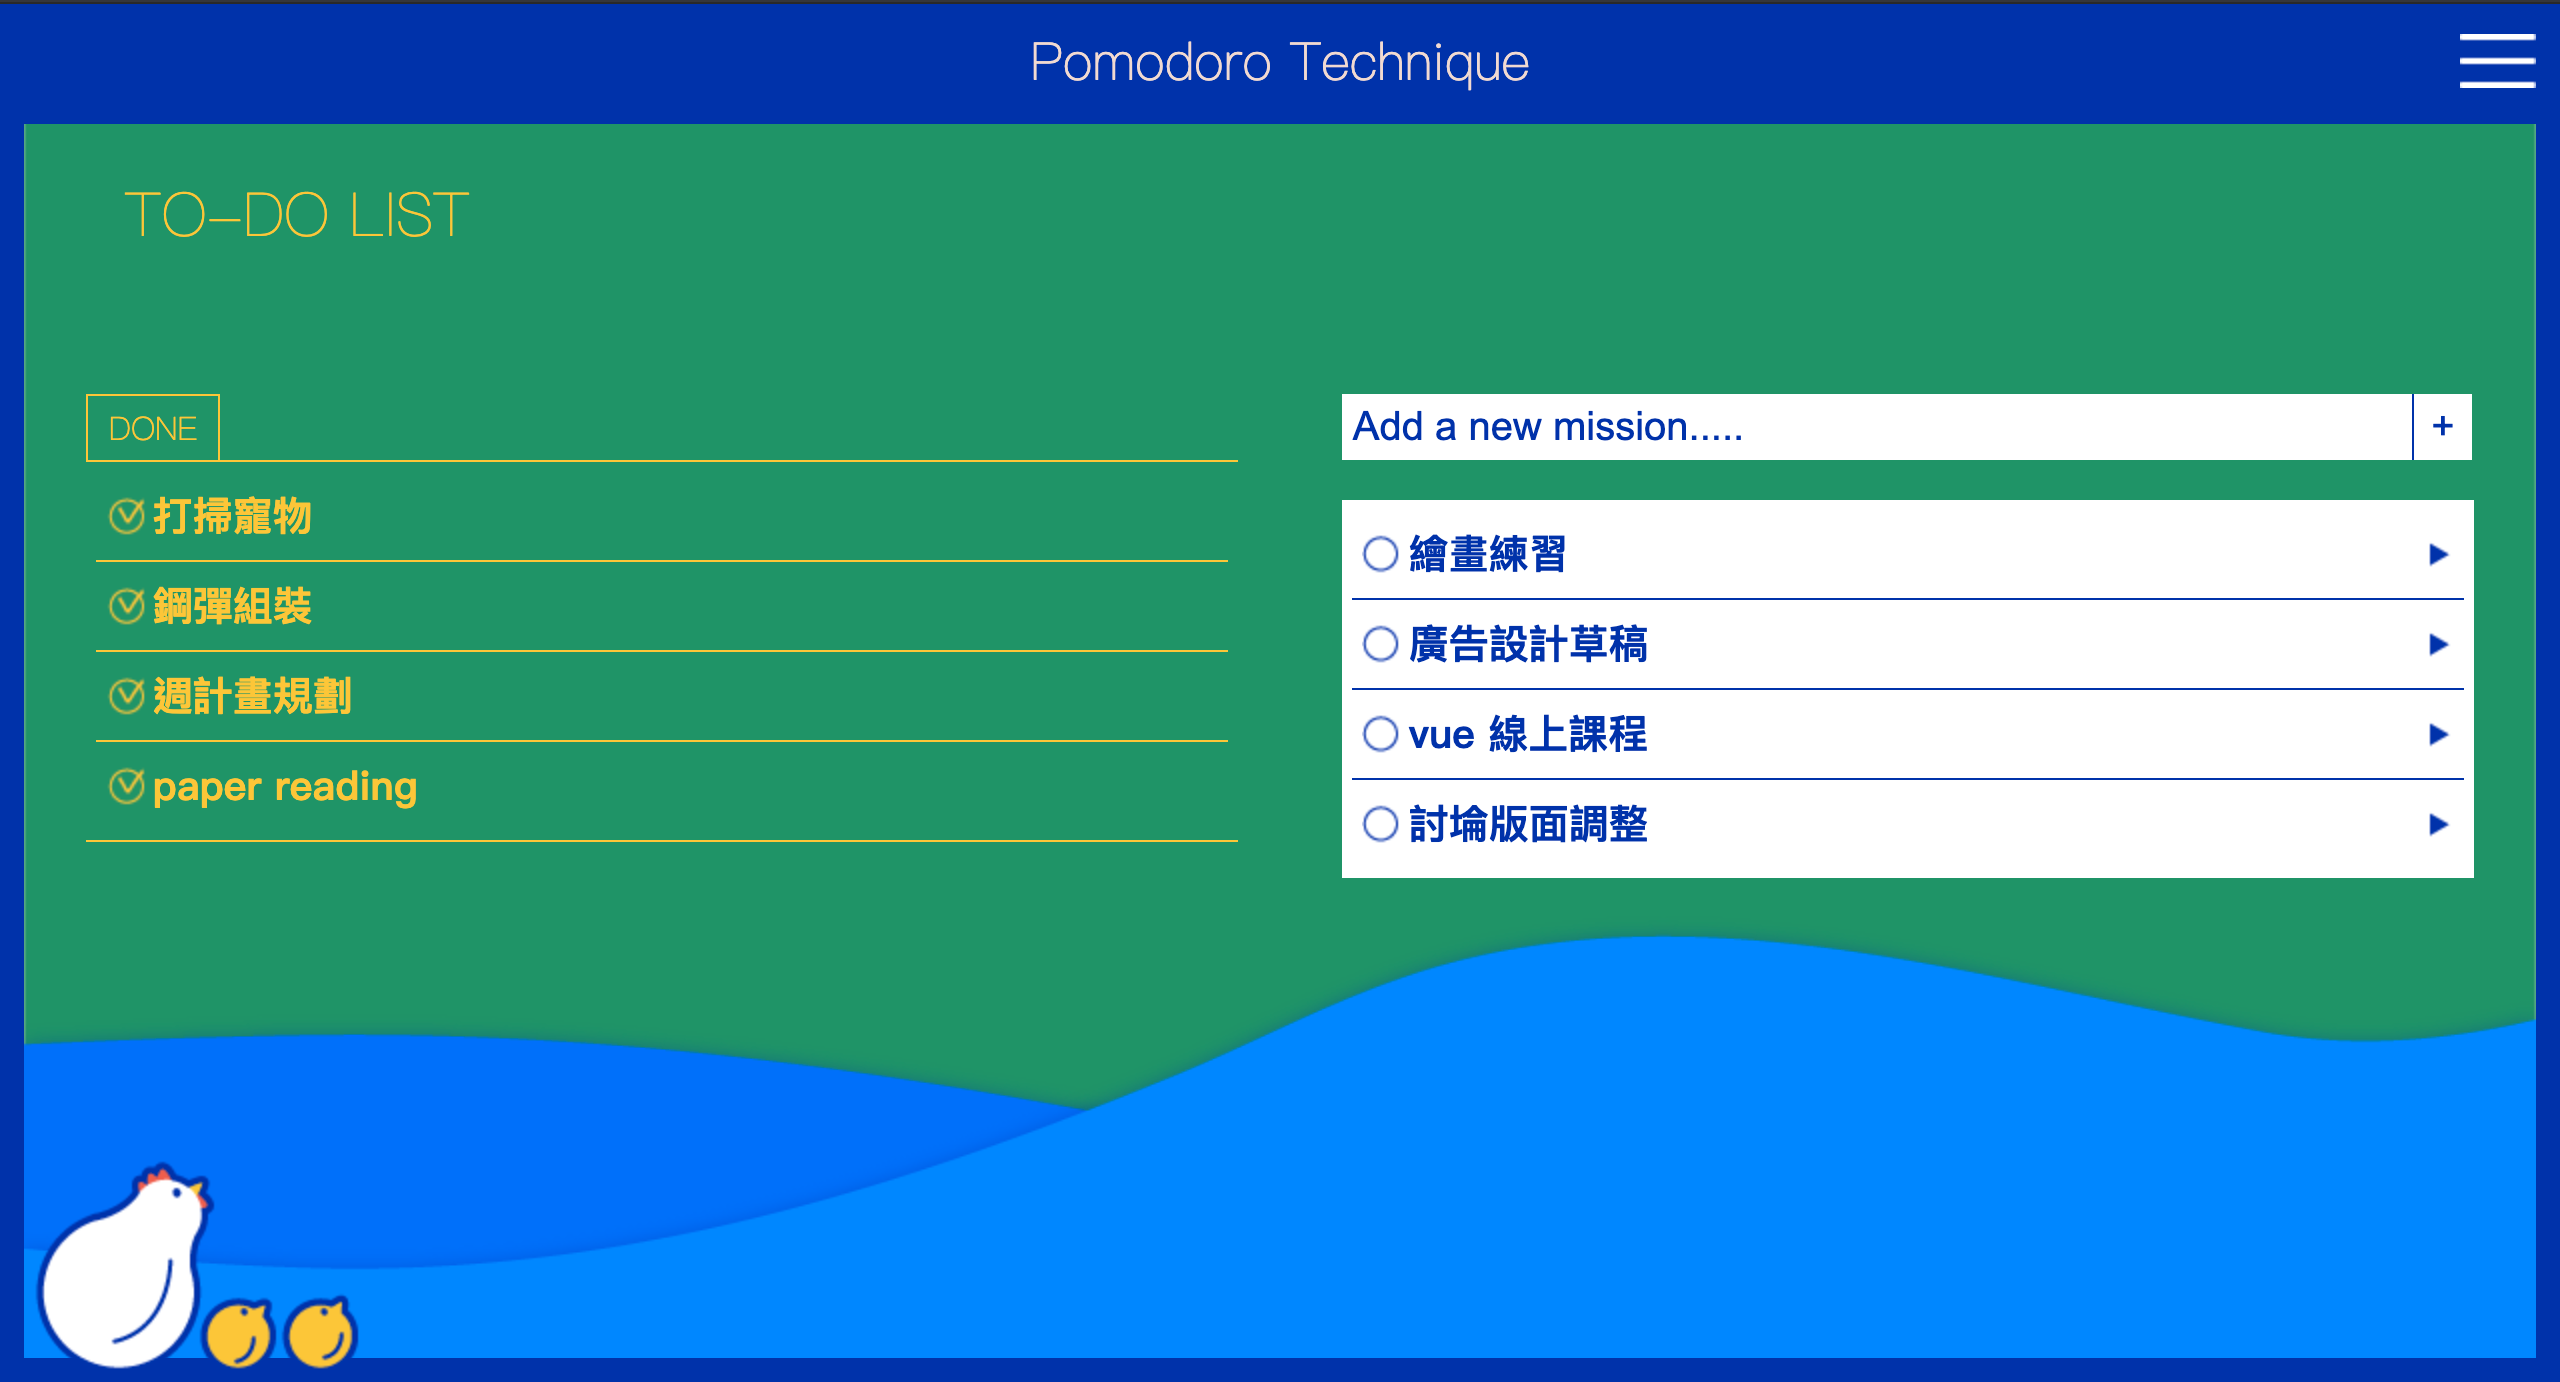 Pomodoro Technique
TO-DO LIST
DONE
打掃寵物
鋼彈組裝
週計畫規劃
paper reading
Add a new mission.....
+
繪畫練習
廣告設計草稿
vue 線上課程
討埨版面調整